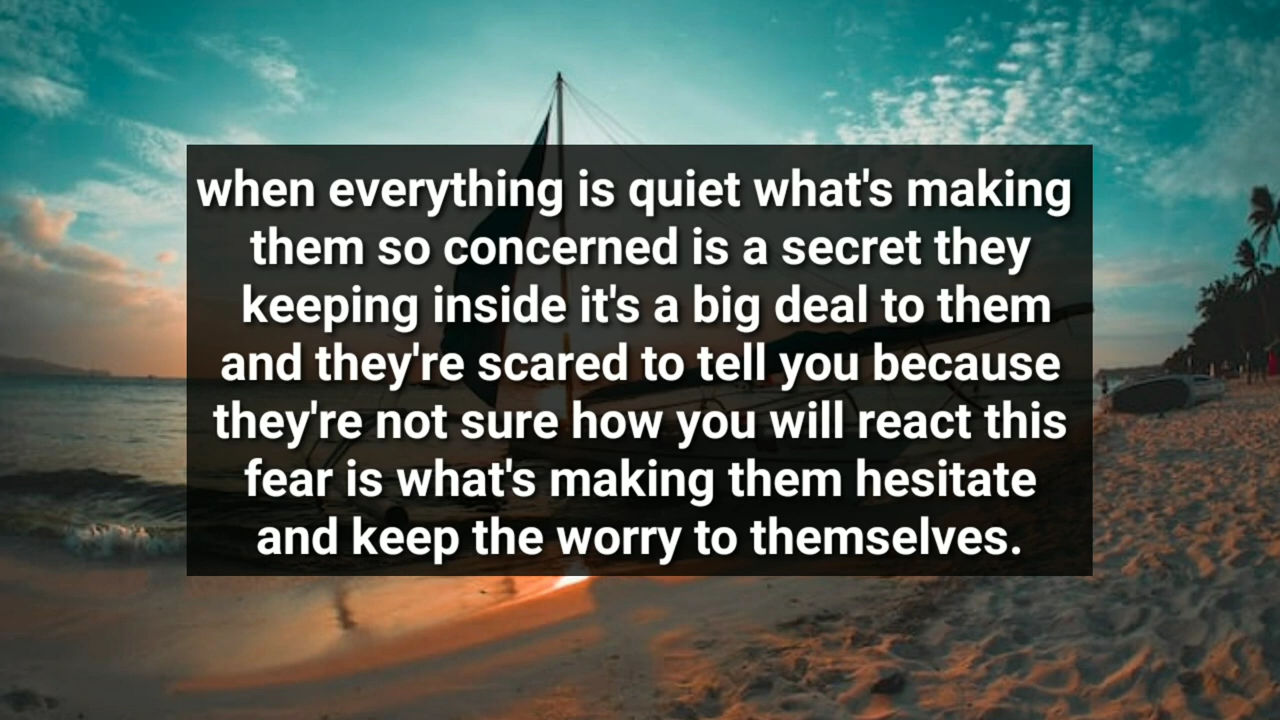 when everything is quiet what's making
them so concerned is a secret they
keeping inside it's a big deal to them
and they're scared to tell you because
they're not sure how you will react this
fear is what's making them hesitate
and keep the worry to themselves.